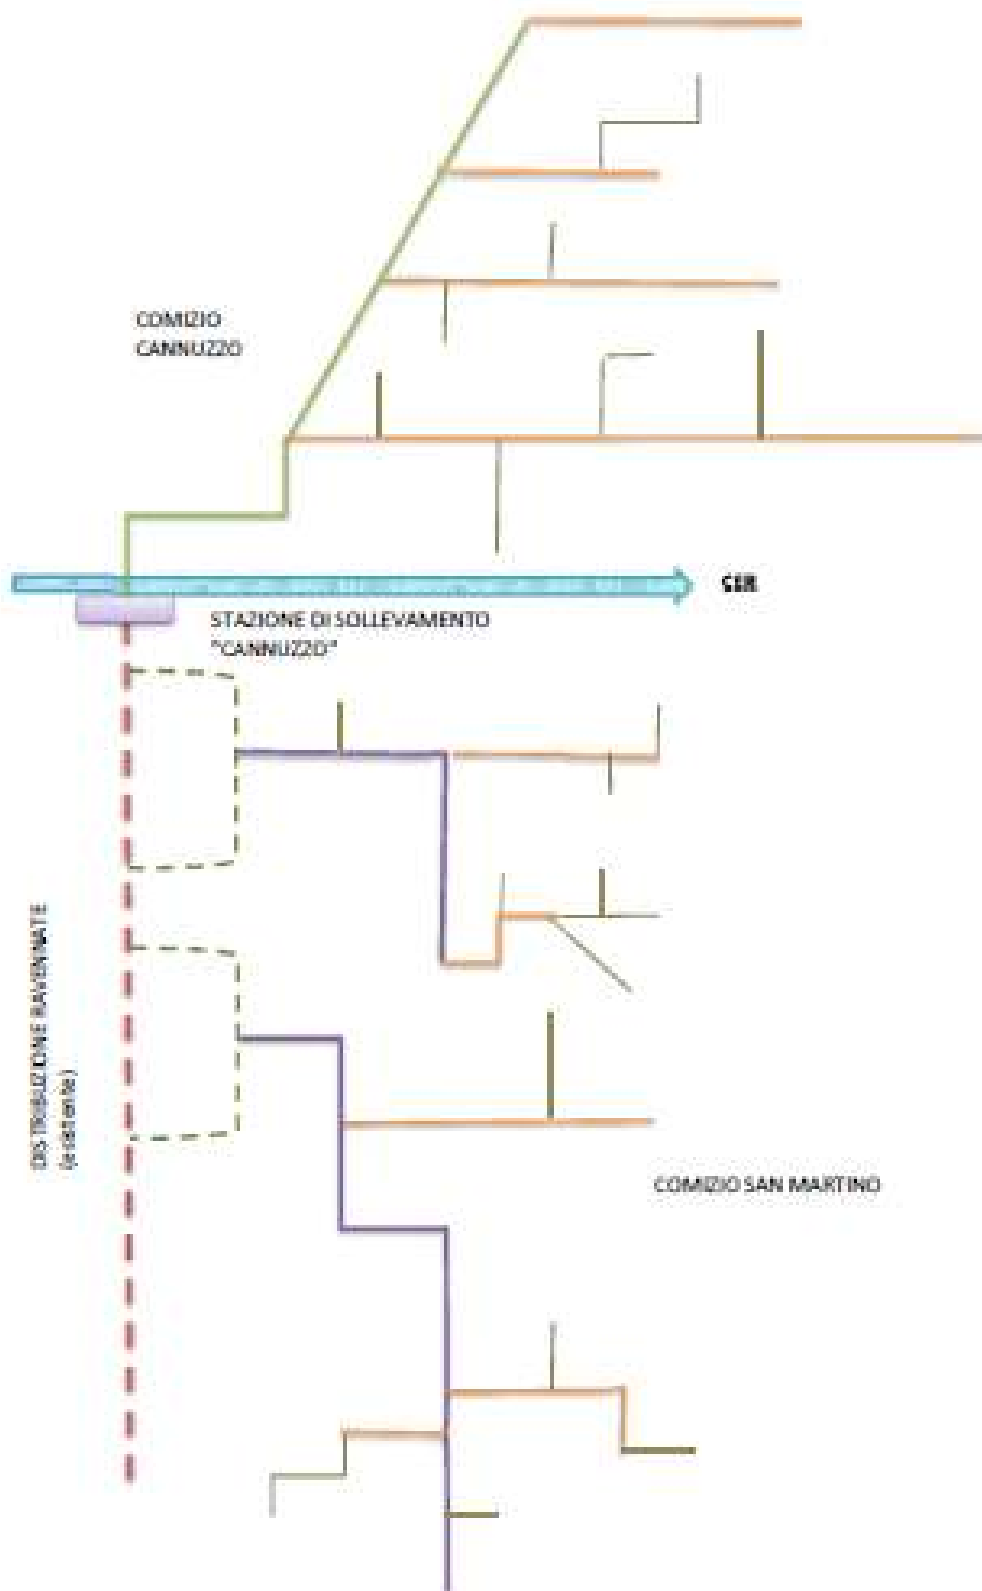 COMIZIO
CANNUZZO
CER
STAZIONE DI SOLLEVAMENTO
"CANNUZZO"
DISTRIBUZIONE RAVENNATE
(esistente)
COMIZIO SAN MARTINO